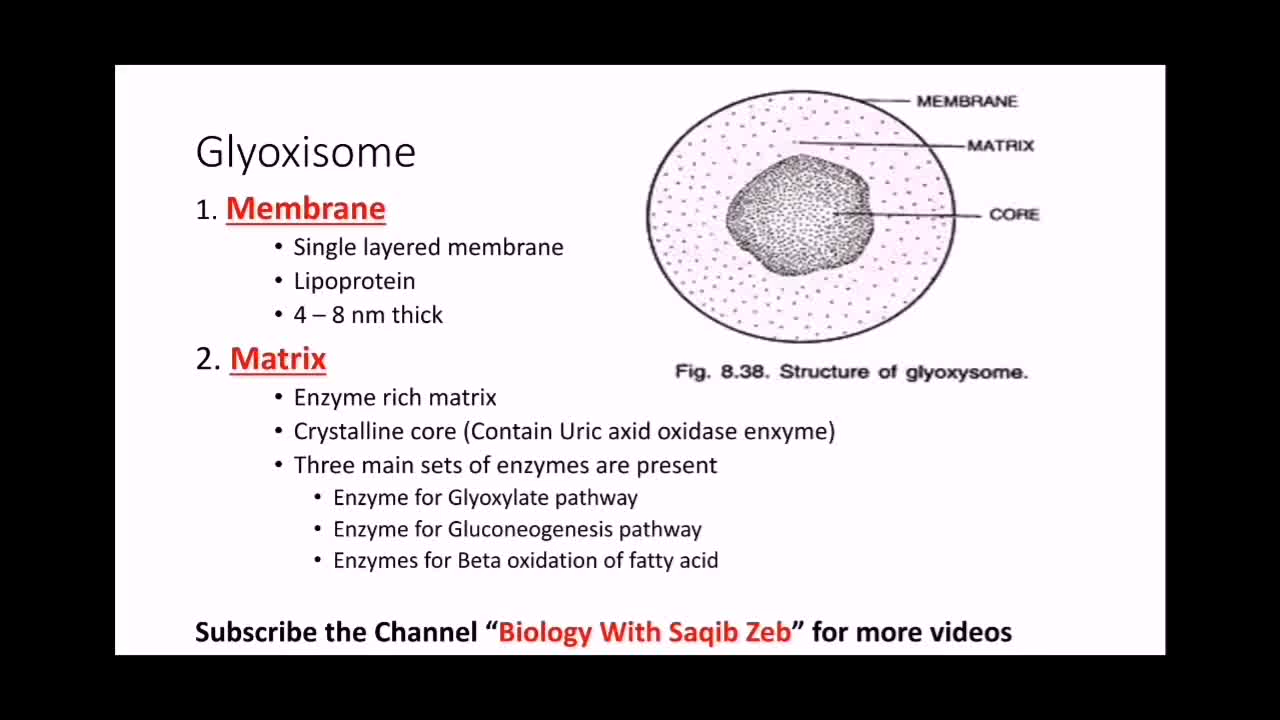 Glyoxisome
1. Membrane
• Single layered membrane
• Lipoprotein
• 4 – 8 nm thick
2. Matrix
• Enzyme rich matrix
• Crystalline core (Contain Uric axid oxidase enxyme)
• Three main sets of enzymes are present
• Enzyme for Glyoxylate pathway
• Enzyme for Gluconeogenesis pathway
• Enzymes for Beta oxidation of fatty acid
MEMBRANE
MATRIX
CORE
Fig. 8.38. Structure of glyoxysome.
Subscribe the Channel “Biology With Saqib Zeb” for more videos